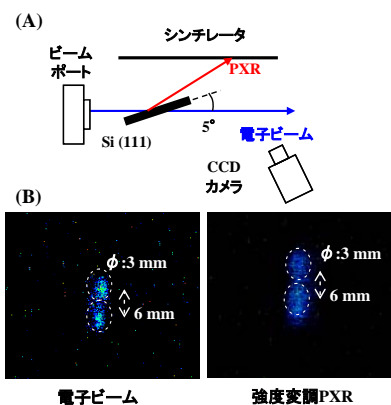 (A)
シンチレータ
ビーム
ポート
PXR
Si (111)
5°
電子ビーム
CCD
カメラ
(B)
ϕ:3 mm
6 mm
ϕ:3 mm
6 mm
電子ビーム
強度変調PXR